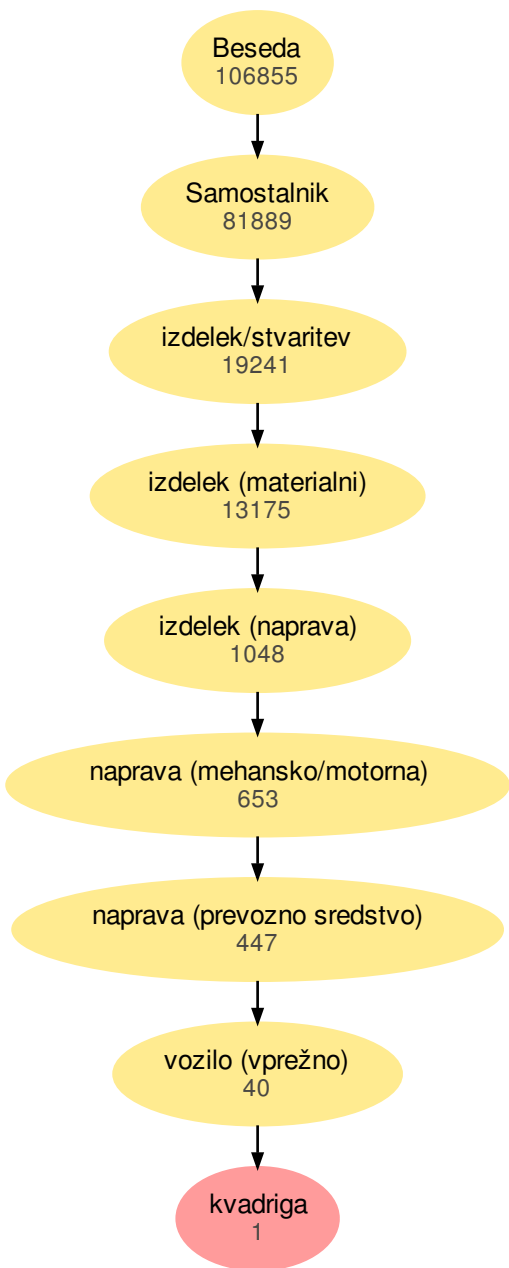 Beseda
106855
Samostalnik
81889
izdelek/stvaritev
19241
izdelek (materialni)
13175
izdelek (naprava)
1048
naprava (mehansko/motorna)
653
naprava (prevozno sredstvo)
447
vozilo (vprežno)
40
kvadriga
1